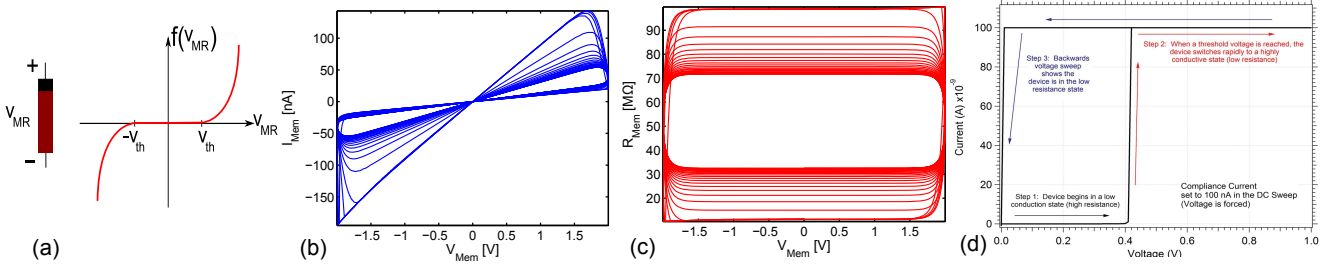 +
V_MR
-
f(V_MR)
-V_th
V_th
V_MR
(a)
I_Mem [nA]
100
50
0
−50
−100
−150
−1.5 −1 −0.5 0 0.5 1 1.5
V_Mem [V]
(b)
R_Mem [MΩ]
100
90
80
70
60
50
40
30
20
−1.5 −1 −0.5 0 0.5 1 1.5
V_Mem [V]
(c)
Current (A) x10^-9
120
100
80
60
40
20
0
Step 3: Backwards
voltage sweep
shows the
device is in the low
resistance state
Step 2: When a threshold voltage is reached, the
device switches rapidly to a highly
conductive state (low resistance)
Step 1: Device begins in a low
conduction state (high resistance)
Compliance Current
set to 100 nA in the DC Sweep
(Voltage is forced)
0.0 0.2 0.4 0.6 0.8 1.0
Voltage (V)
(d)